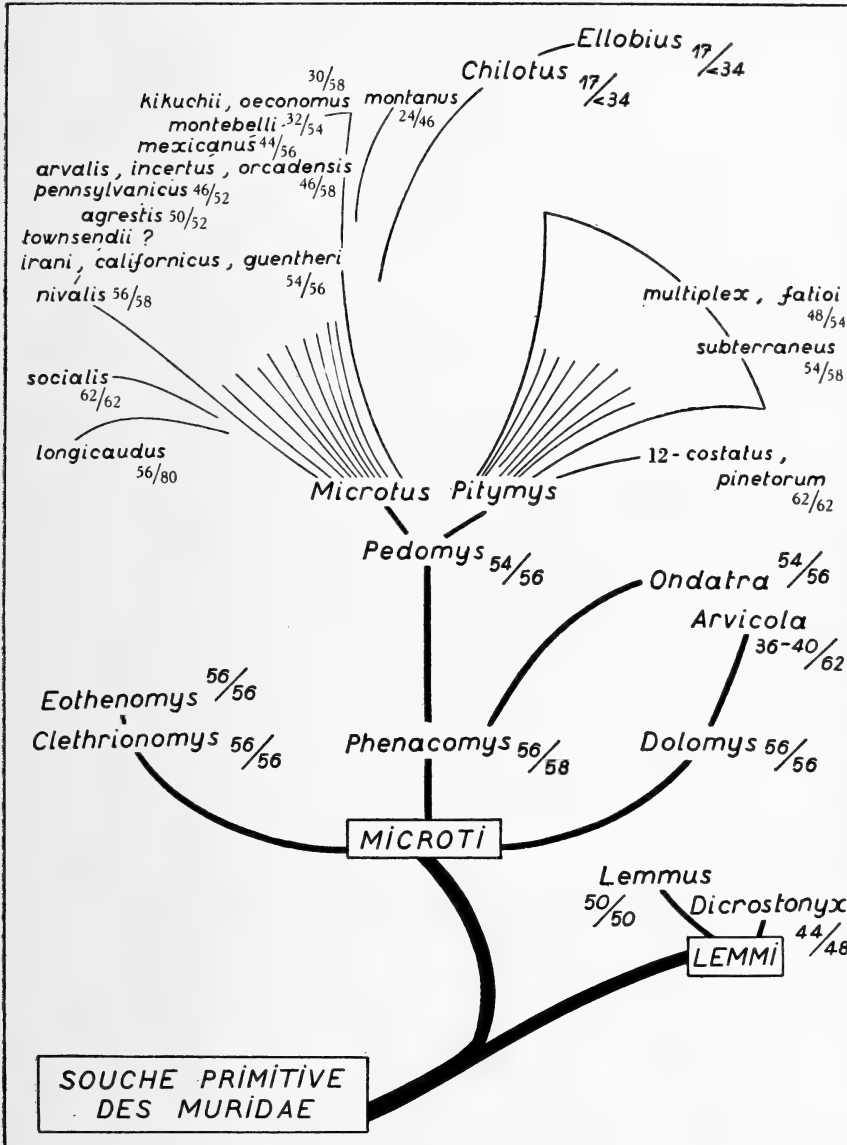 Ellobius 17/<34
Chilotus 17/<34
30/58
kikuchii, oeconomus
montanus
24/46
montebelli 32/54
mexicanus 44/56
arvalis, incertus, orcadensis
46/58
pennsylvanicus 46/52
agrestis 50/52
townsendii ?
irani, californicus, guentheri
54/56
nivalis 56/58
multiplex, fatioi
48/54
subterraneus
54/58
socialis
62/62
longicaudus
56/80
12-costatus,
pinetorum
62/62
Microtus
Pitymys
Pedomys 54/56
Ondatra 54/56
Arvicola
36-40/62
Eothenomys 56/56
Clethrionomys 56/56
Phenacomys 56/58
Dolomys 56/56
MiCROTi
Lemmus
50/50
Dicrostonyx
44/48
LEMMi
SOUCHE PRiMiTiVE
DES MURiDAE